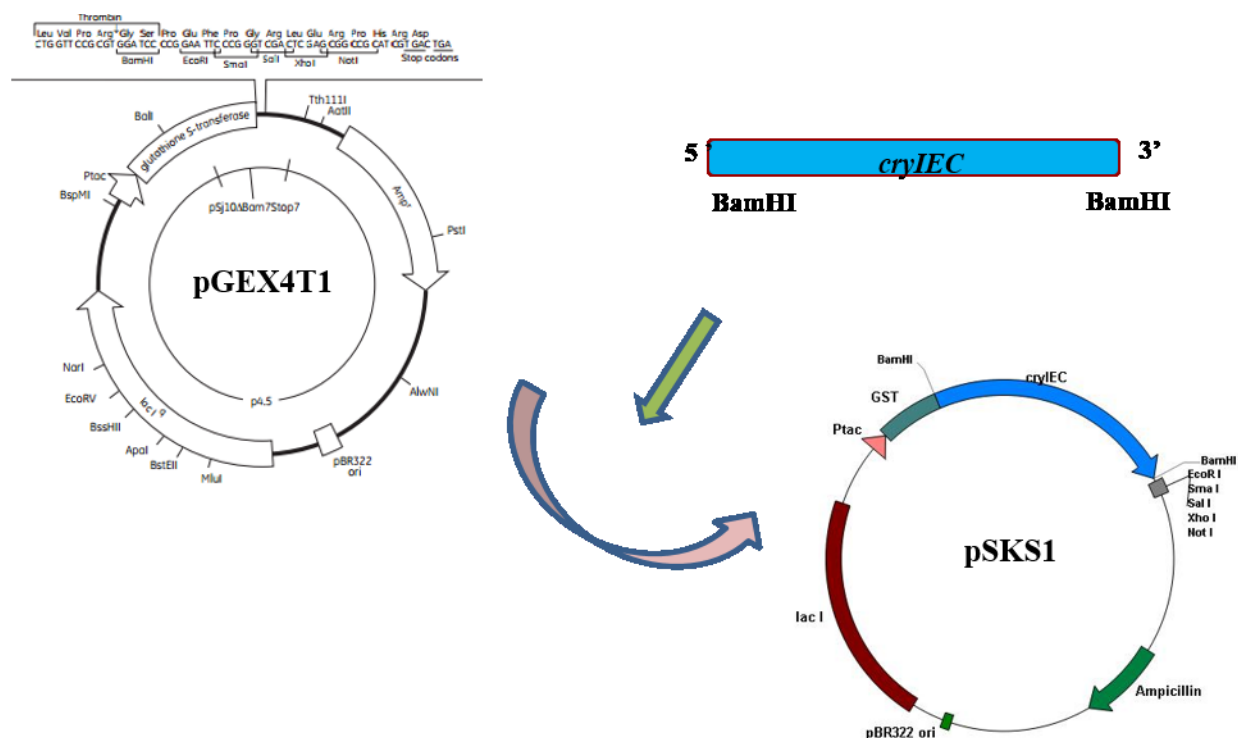 Thrombin
Leu Val Pro Arg Gly Ser Pro Glu Phe Pro Gly Arg Leu Glu Arg Pro His Arg Asp
CTG GTT CCG CGT GGA TCC CCG GAA TTC CCG GGT CGA CTC GAG CGG CCG CAT CGT GAC TGA
BamHI
EcoRI
SmaI
SalI
XhoI
NotI
Stop codons
Tth111I
AatII
BalI
glutathione S-transferase
Ptac
BspMI
Ampr
pSj10ΔBam7Stop7
PstI
pGEX4T1
NarI
EcoRV
BssHII
ApaI
BstEII
MluI
lac Iq
p4.5
AlwNI
pBR322
ori
5’
cryIEC
3’
BamHI
BamHI
BamHI
cryIEC
GST
Ptac
BamHI
EcoR I
Sma I
Sal I
Xho I
Not I
pSKS1
lac I
Ampicillin
pBR322 ori